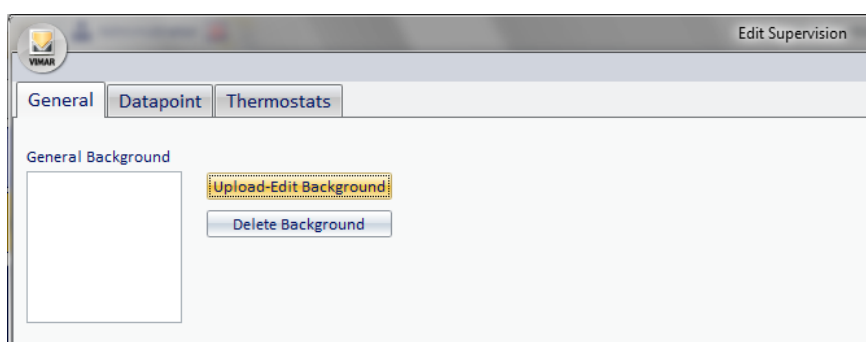 Edit Supervision
VIMAR
General Datapoint Thermostats
General Background
Upload-Edit Background
Delete Background